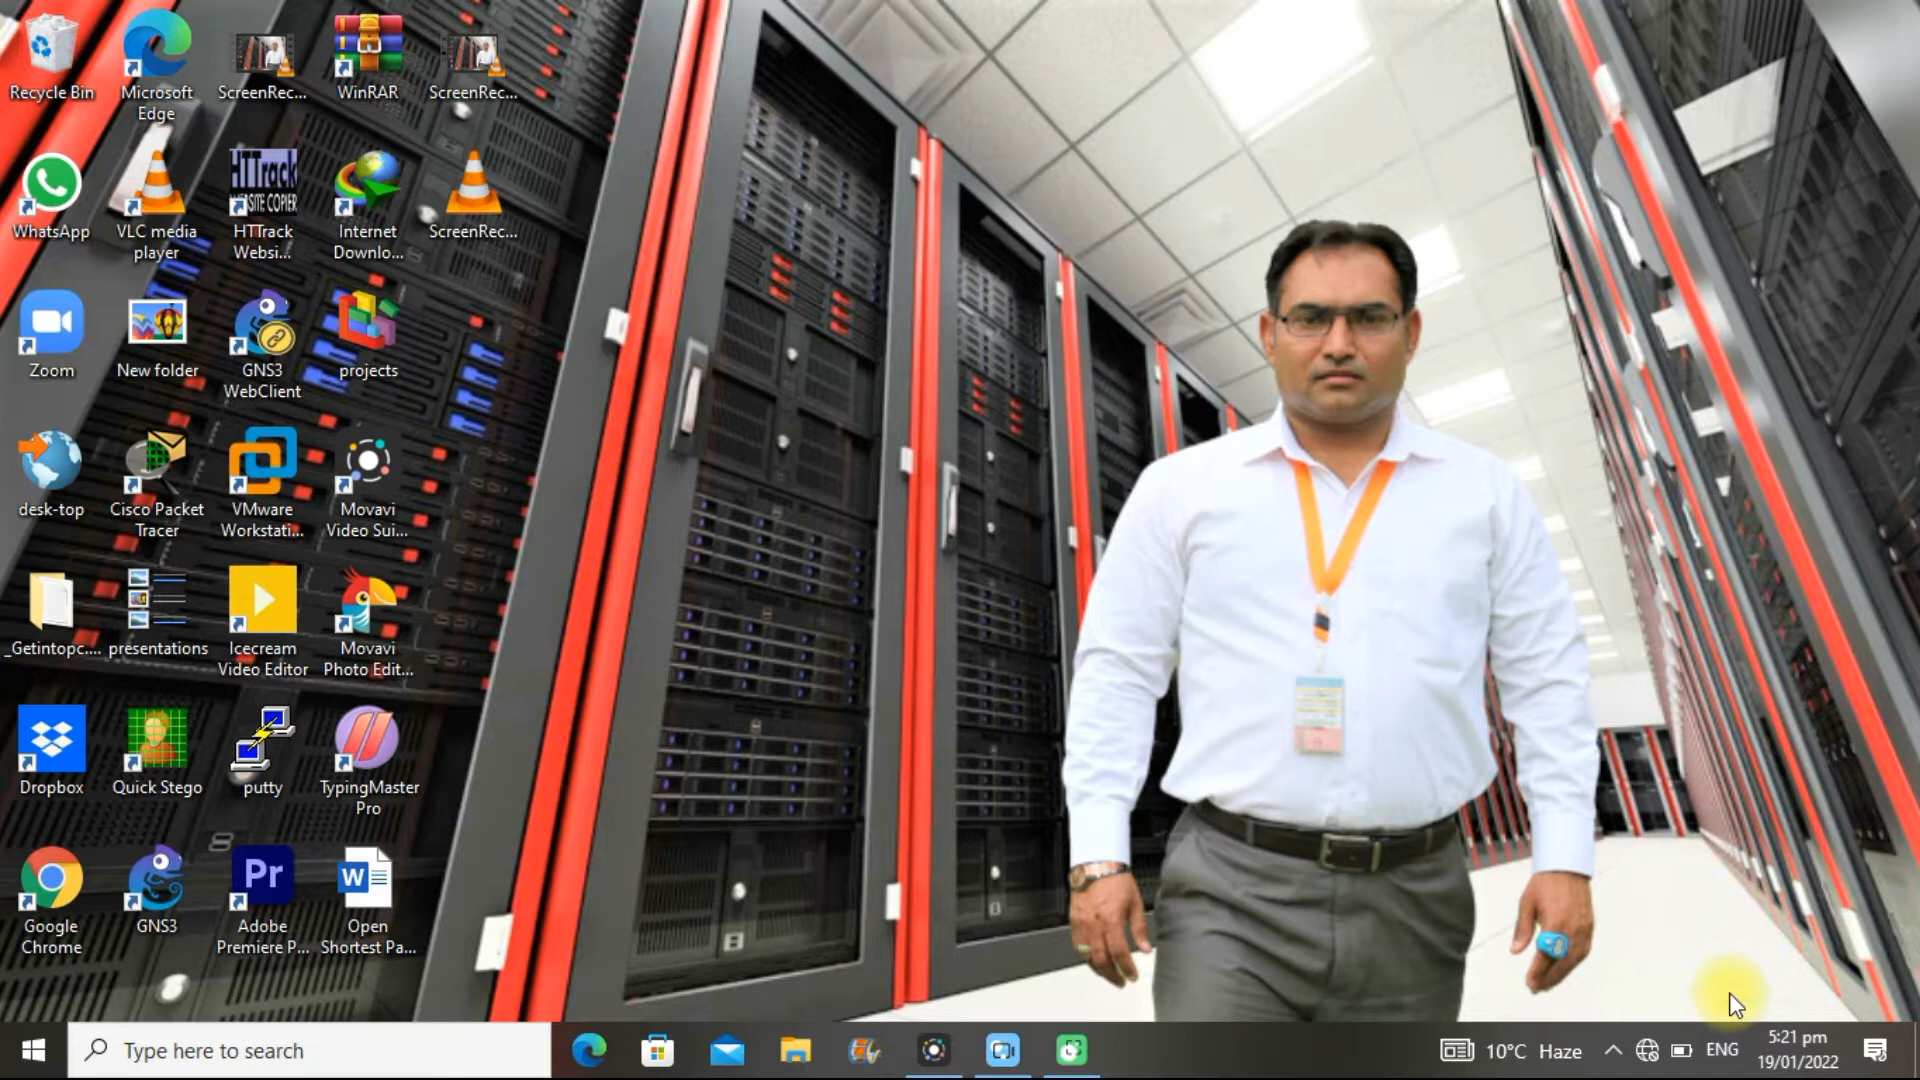 Recycle Bin
Microsoft
Edge
ScreenRec...
WinRAR
ScreenRec...
WhatsApp
VLC media
player
HTTrack
WEBSITE COPIER
HTTrack
Websi...
Internet
Downlo...
ScreenRec...
Zoom
New folder
GNS3
WebClient
projects
desk-top
Cisco Packet
Tracer
VMware
Workstati...
Movavi
Video Sui...
_Getintopc....
presentations
Icecream
Video Editor
Movavi
Photo Edit...
Dropbox
Quick Stego
putty
TypingMaster
Pro
Google
Chrome
GNS3
Pr
Adobe
Premiere P...
W
Open
Shortest Pa...
Type here to search
10°C Haze
ENG
5:21 pm
19/01/2022